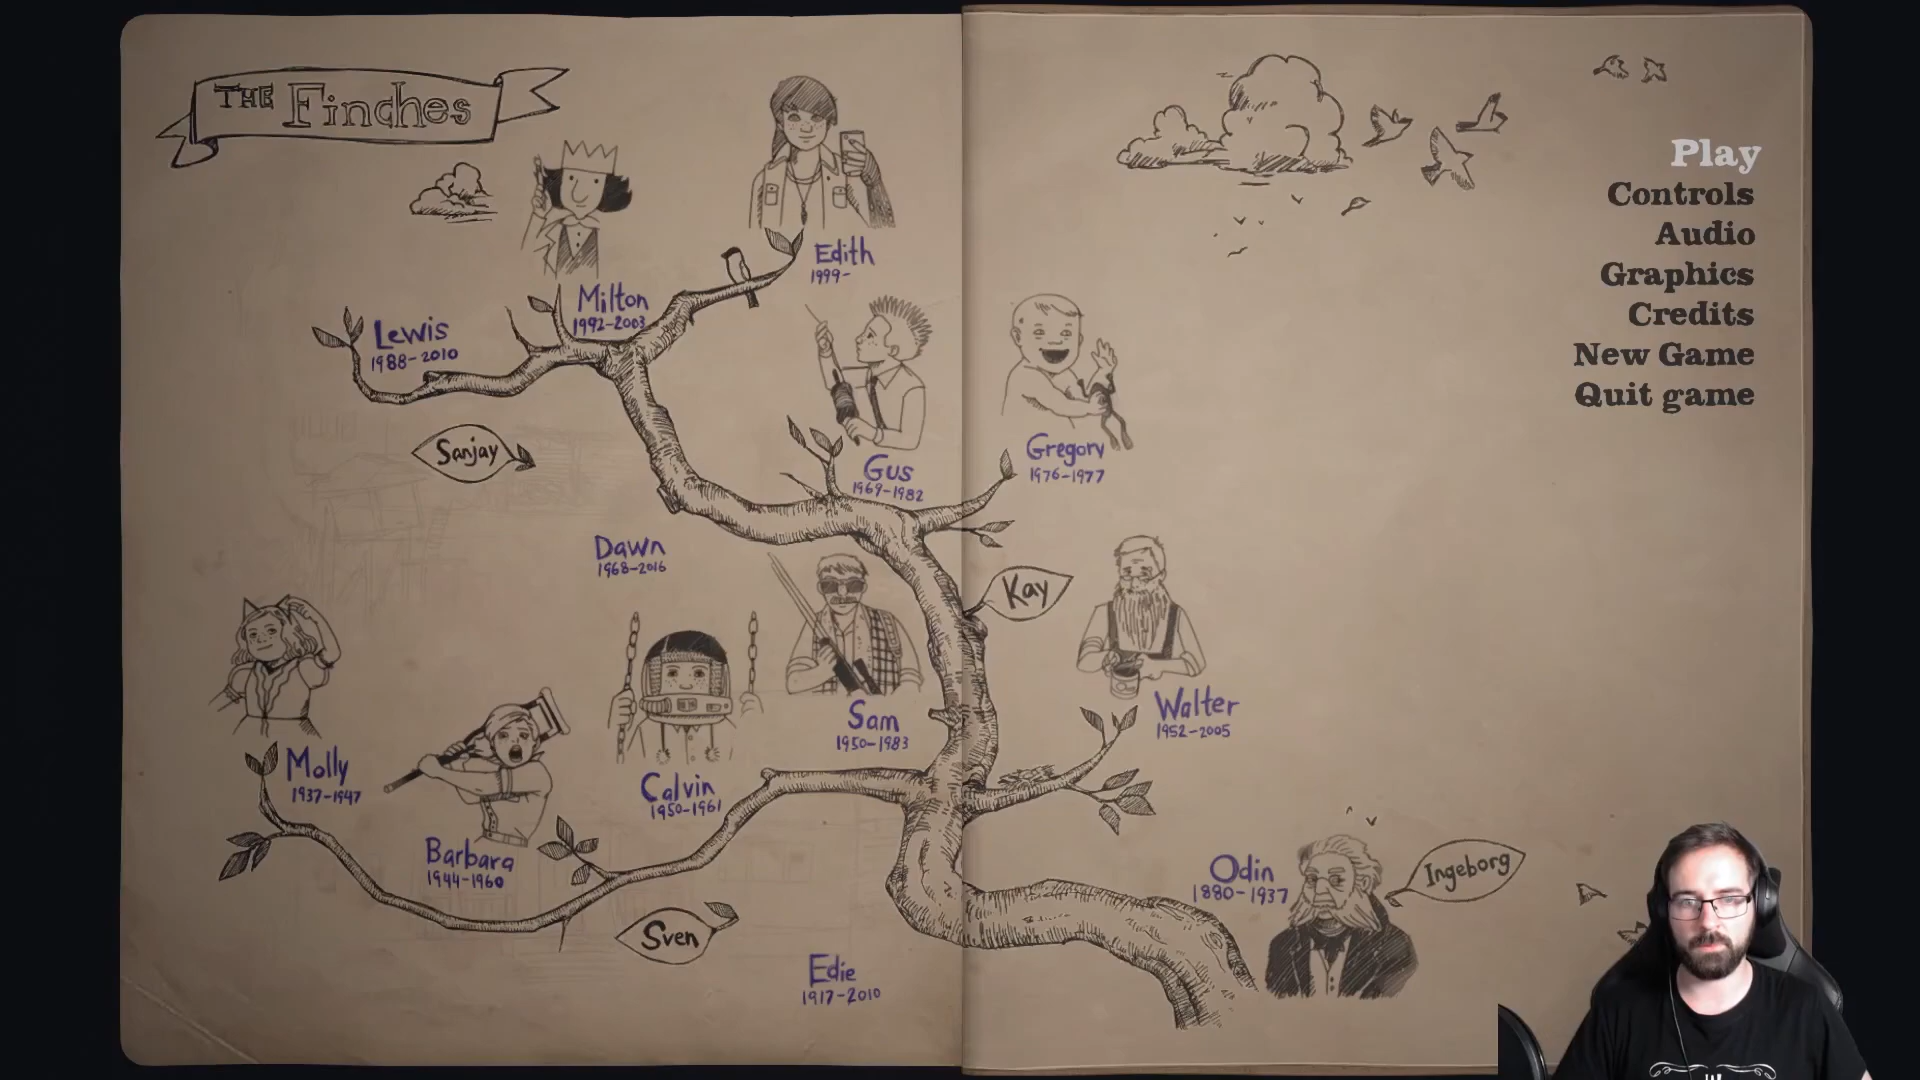 THE Finches
Edith
1999-
Milton
1992-2003
Lewis
1988-2010
Sanjay
Gus
1969-1982
Gregory
1976-1977
Dawn
1968-2016
Kay
Sam
1950-1983
Walter
1952-2005
Molly
1937-1947
Calvin
1950-1961
Barbara
1944-1960
Sven
Edie
1917-2010
Odin
1880-1937
Ingeborg
Play
Controls
Audio
Graphics
Credits
New Game
Quit game